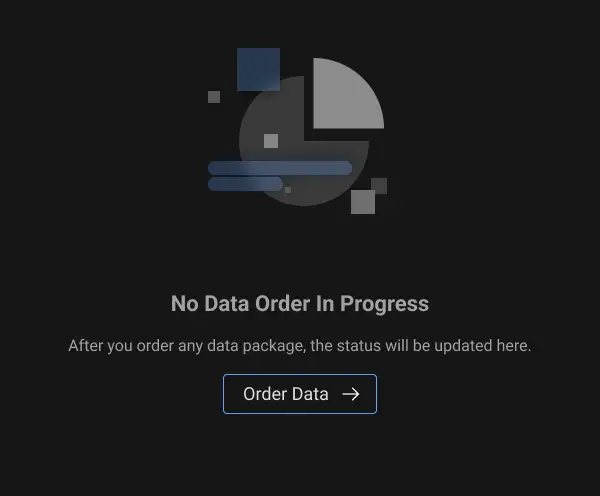 No Data Order In Progress
After you order any data package, the status will be updated here.
Order Data